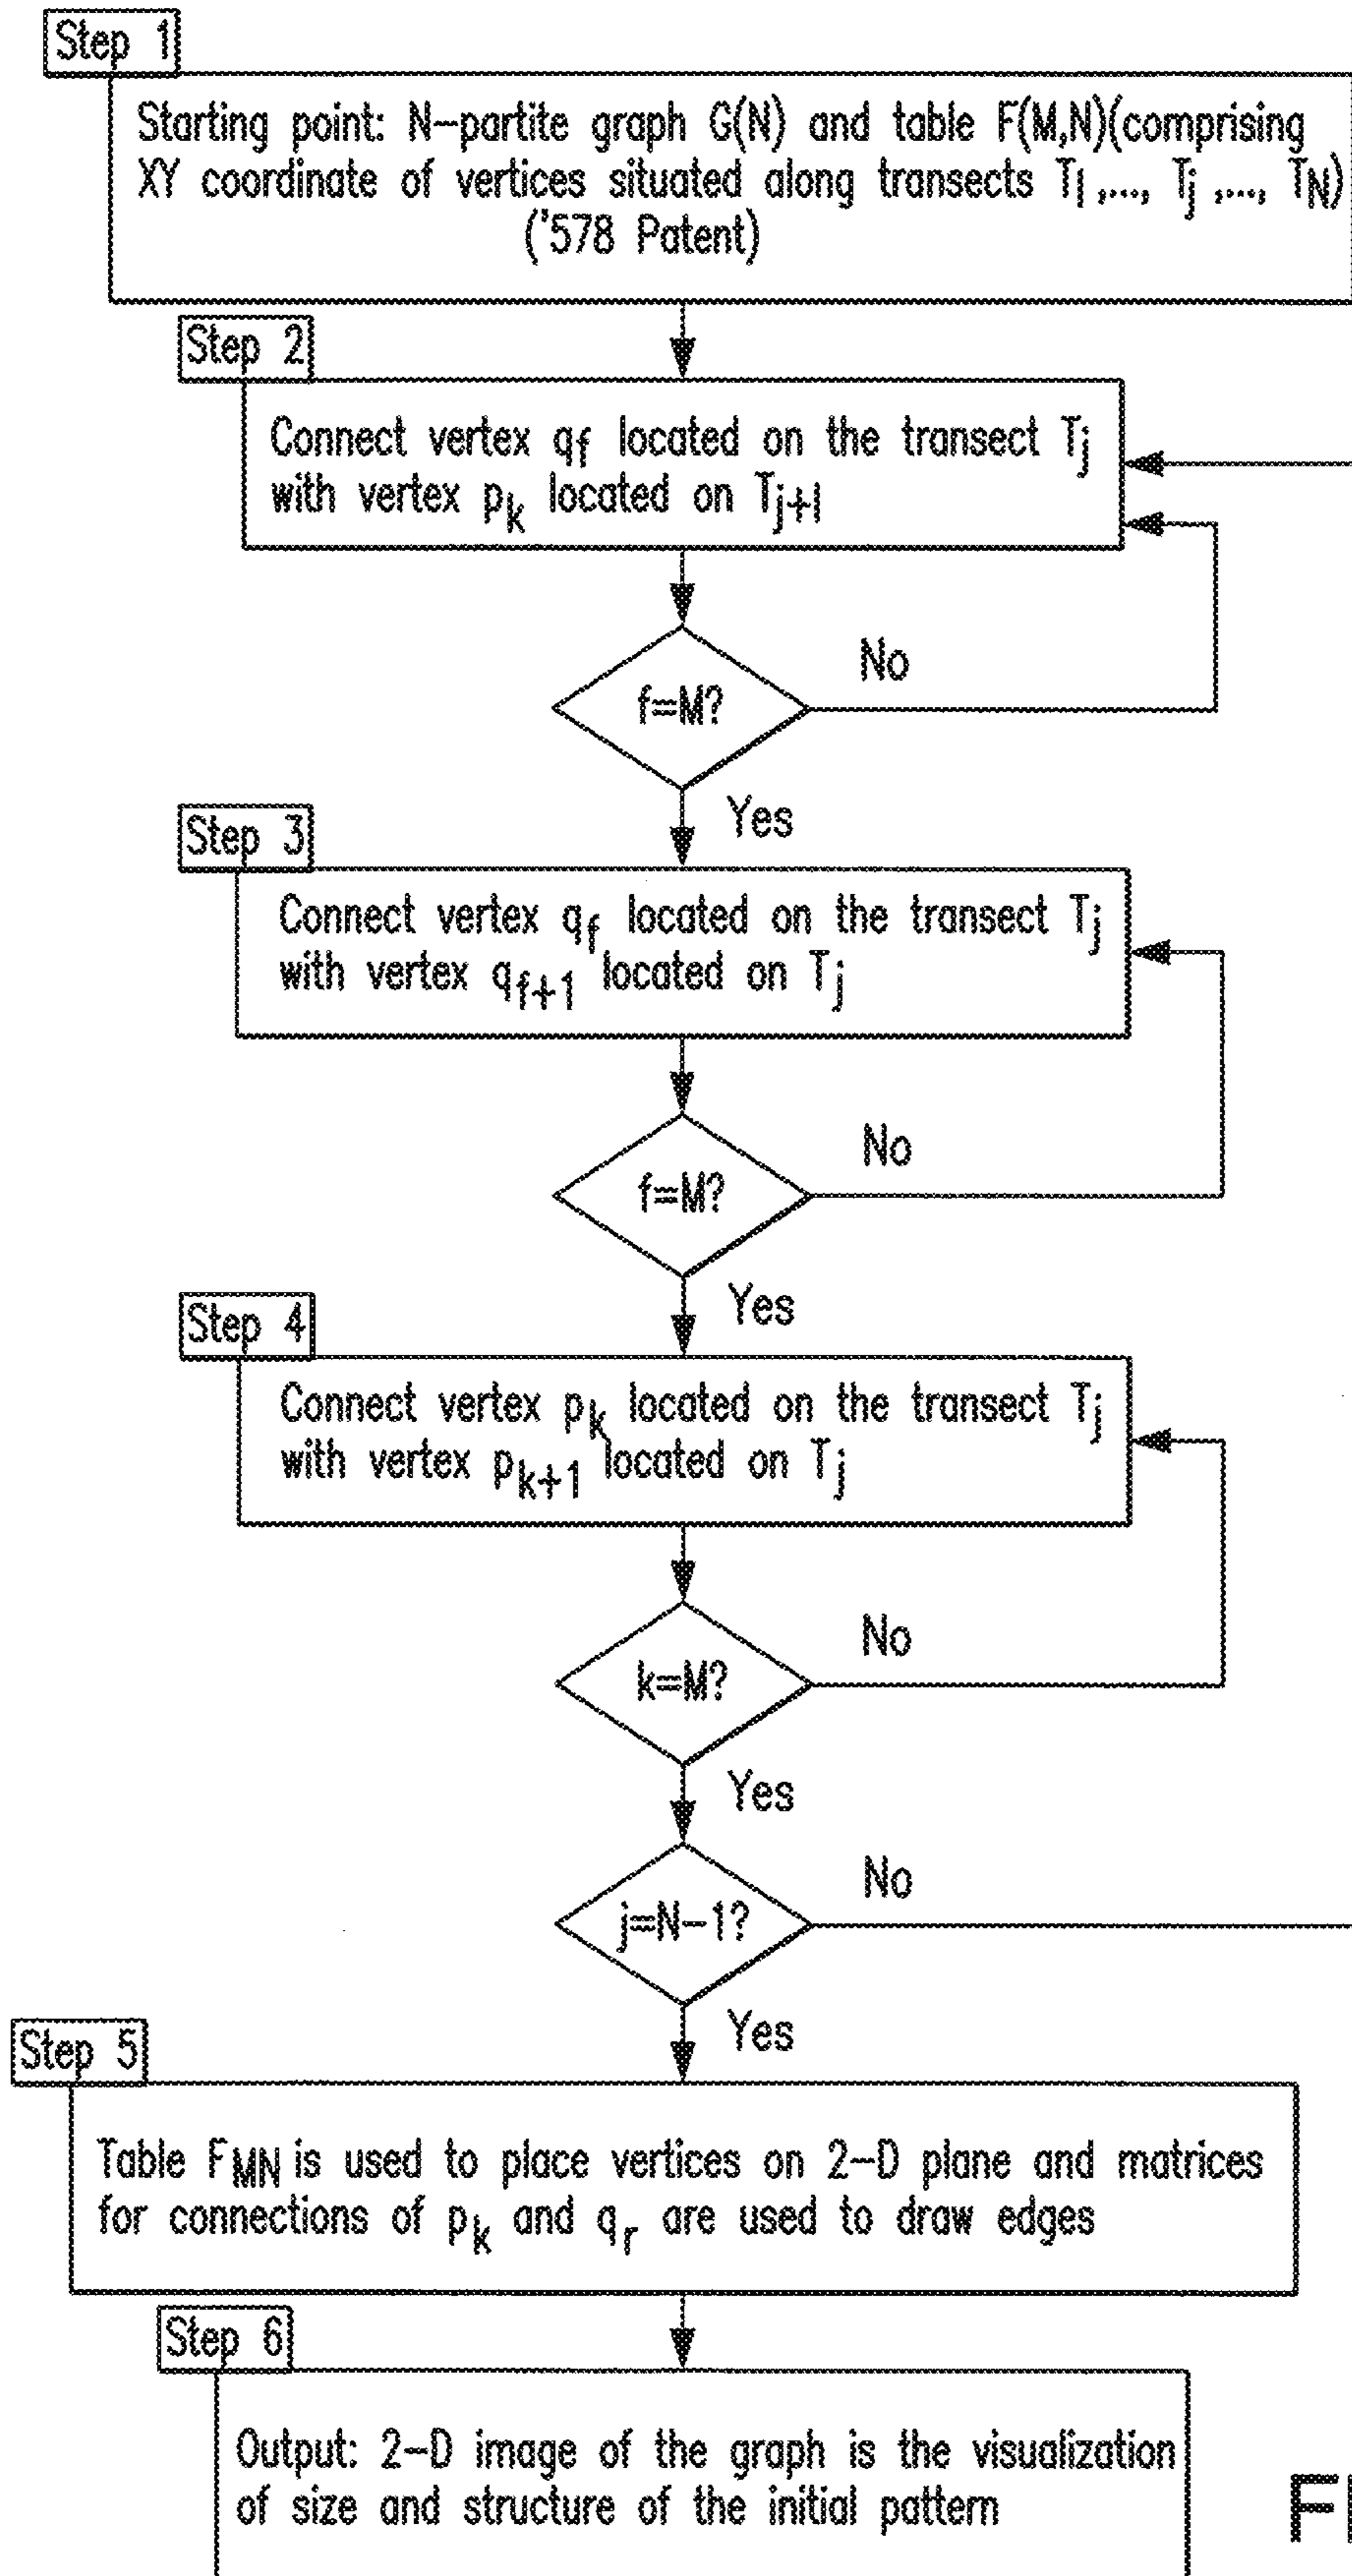 Step 1
Starting point: N-partite graph G(N) and table F(M,N)(comprising
XY coordinate of vertices situated along transects T1,..., Tj,..., TN)
('578 Patent)
Step 2
Connect vertex qf located on the transect Tj
with vertex pk located on Tj+1
f=M?
No
Yes
Step 3
Connect vertex qf located on the transect Tj
with vertex qf+1 located on Tj
f=M?
No
Yes
Step 4
Connect vertex pk located on the transect Tj
with vertex pk+1 located on Tj
k=M?
No
Yes
j=N-1?
No
Yes
Step 5
Table FMN is used to place vertices on 2-D plane and matrices
for connections of pk and qr are used to draw edges
Step 6
Output: 2-D image of the graph is the visualization
of size and structure of the initial pattern